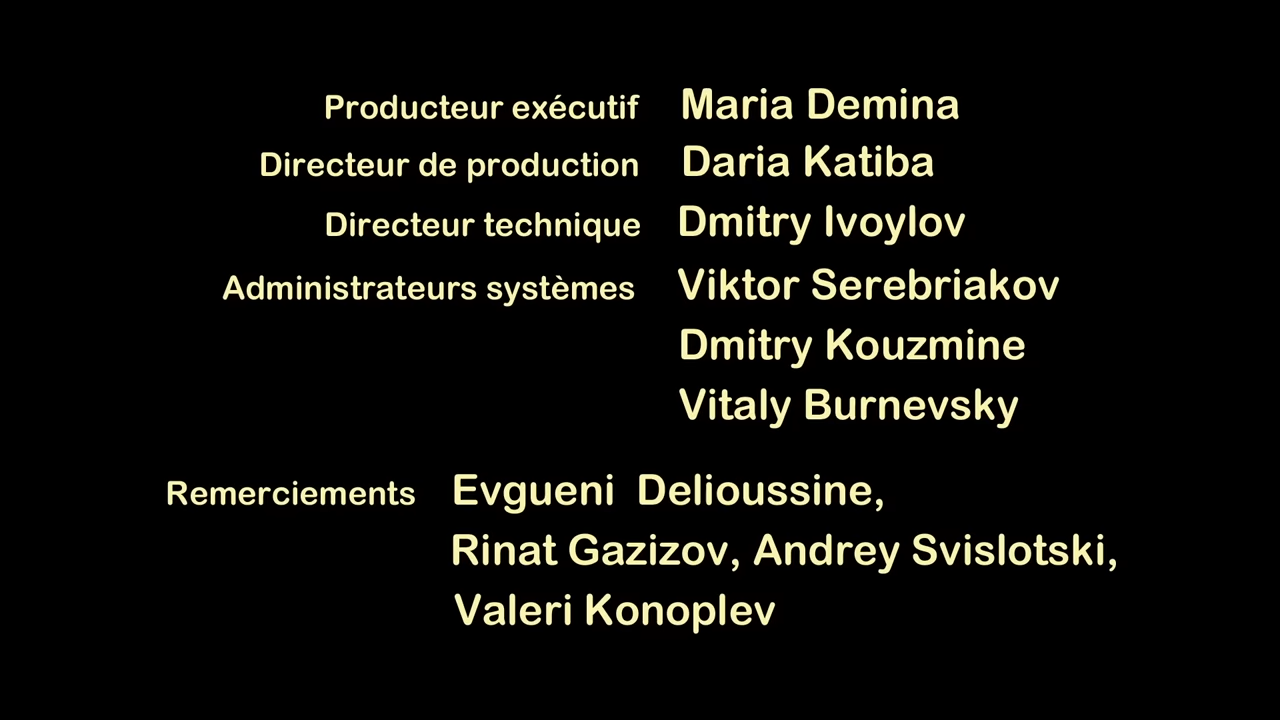 Producteur exécutif Maria Demina
Directeur de production Daria Katiba
Directeur technique Dmitry Ivoylov
Administrateurs systèmes Viktor Serebriakov
Dmitry Kouzmine
Vitaly Burnevsky
Remerciements Evgueni Delioussine,
Rinat Gazizov, Andrey Svislotski,
Valeri Konoplev